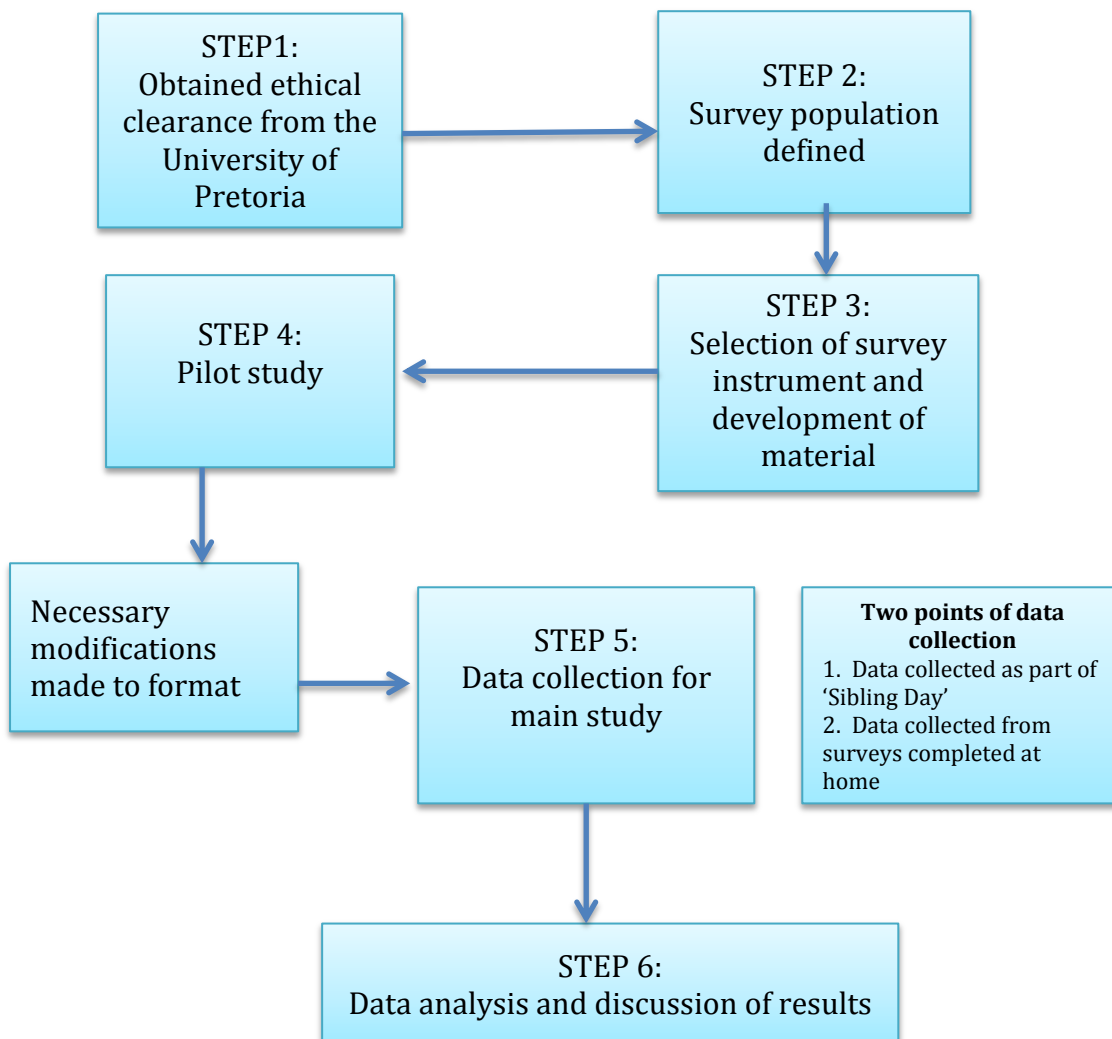 STEP1:
Obtained ethical
clearance from the
University of
Pretoria
STEP 2:
Survey population
defined
STEP 3:
Selection of survey
instrument and
development of
material
STEP 4:
Pilot study
Necessary
modifications
made to format
STEP 5:
Data collection for
main study
Two points of data
collection
1. Data collected as part of
‘Sibling Day’
2. Data collected from
surveys completed at
home
STEP 6:
Data analysis and discussion of results